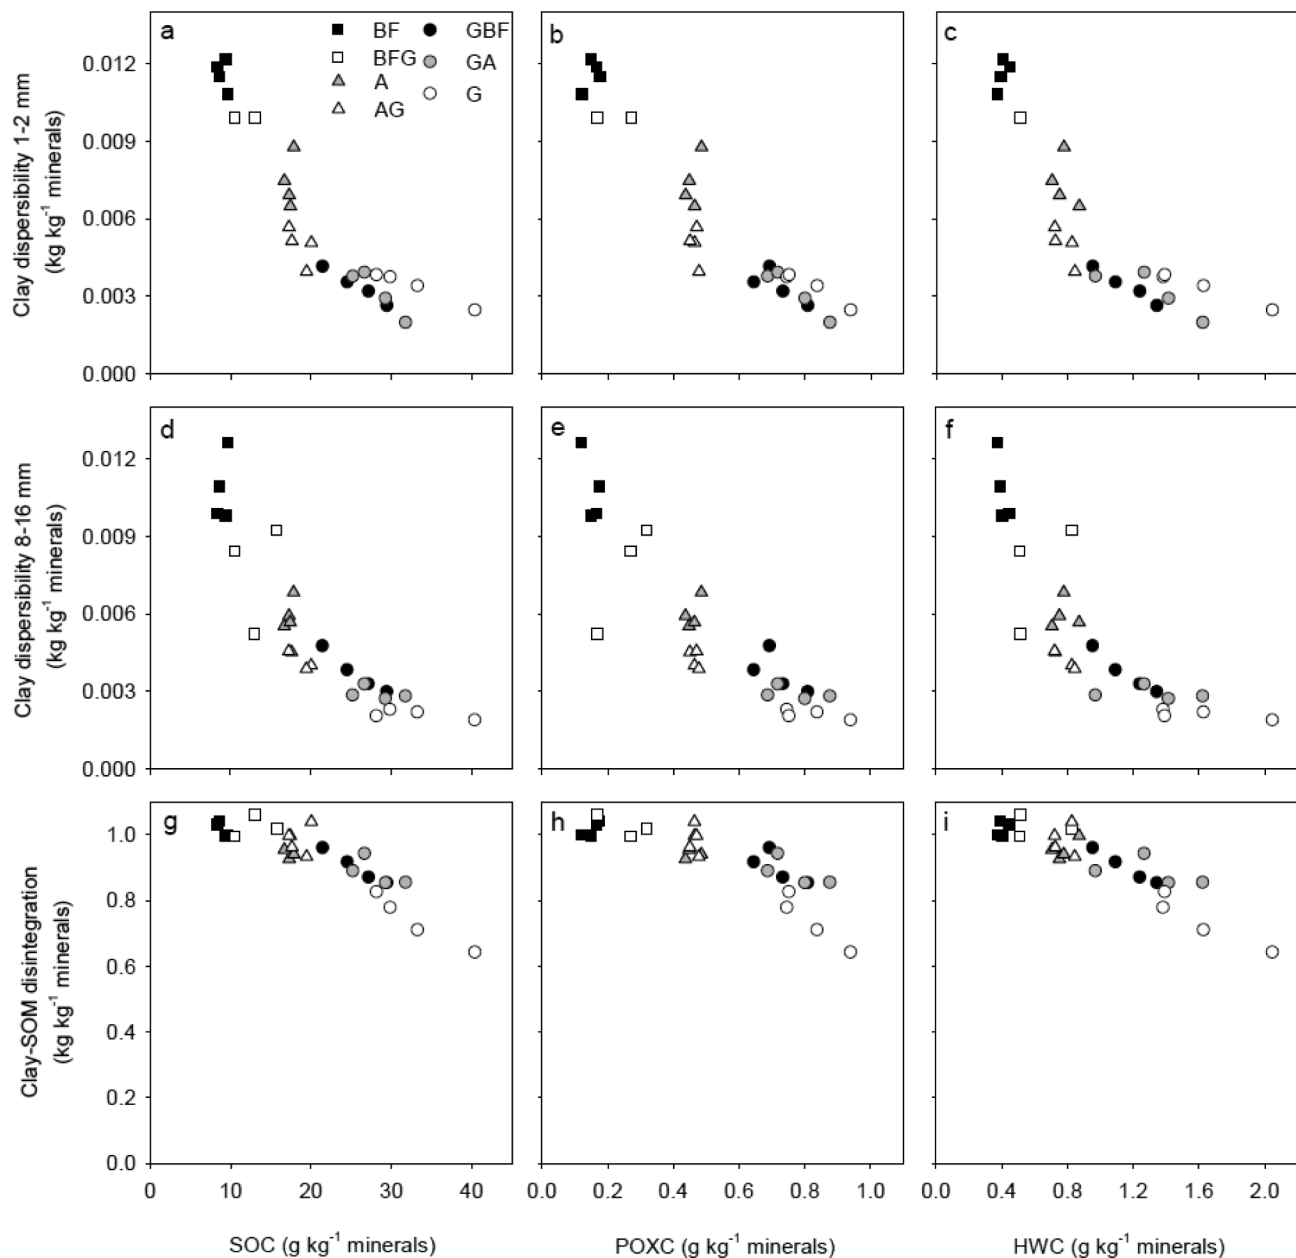 a
BF
GBF
BFG
GA
A
G
AG
b
c
Clay dispersibility 1-2 mm
(kg kg⁻¹ minerals)
0.012
0.009
0.006
0.003
0.000
d
e
f
Clay dispersibility 8-16 mm
(kg kg⁻¹ minerals)
0.012
0.009
0.006
0.003
0.000
g
h
i
Clay-SOM disintegration
(kg kg⁻¹ minerals)
1.0
0.8
0.6
0.4
0.2
0.0
0 10 20 30 40
0.0 0.2 0.4 0.6 0.8 1.0
0.0 0.4 0.8 1.2 1.6 2.0
SOC (g kg⁻¹ minerals)
POXC (g kg⁻¹ minerals)
HWC (g kg⁻¹ minerals)